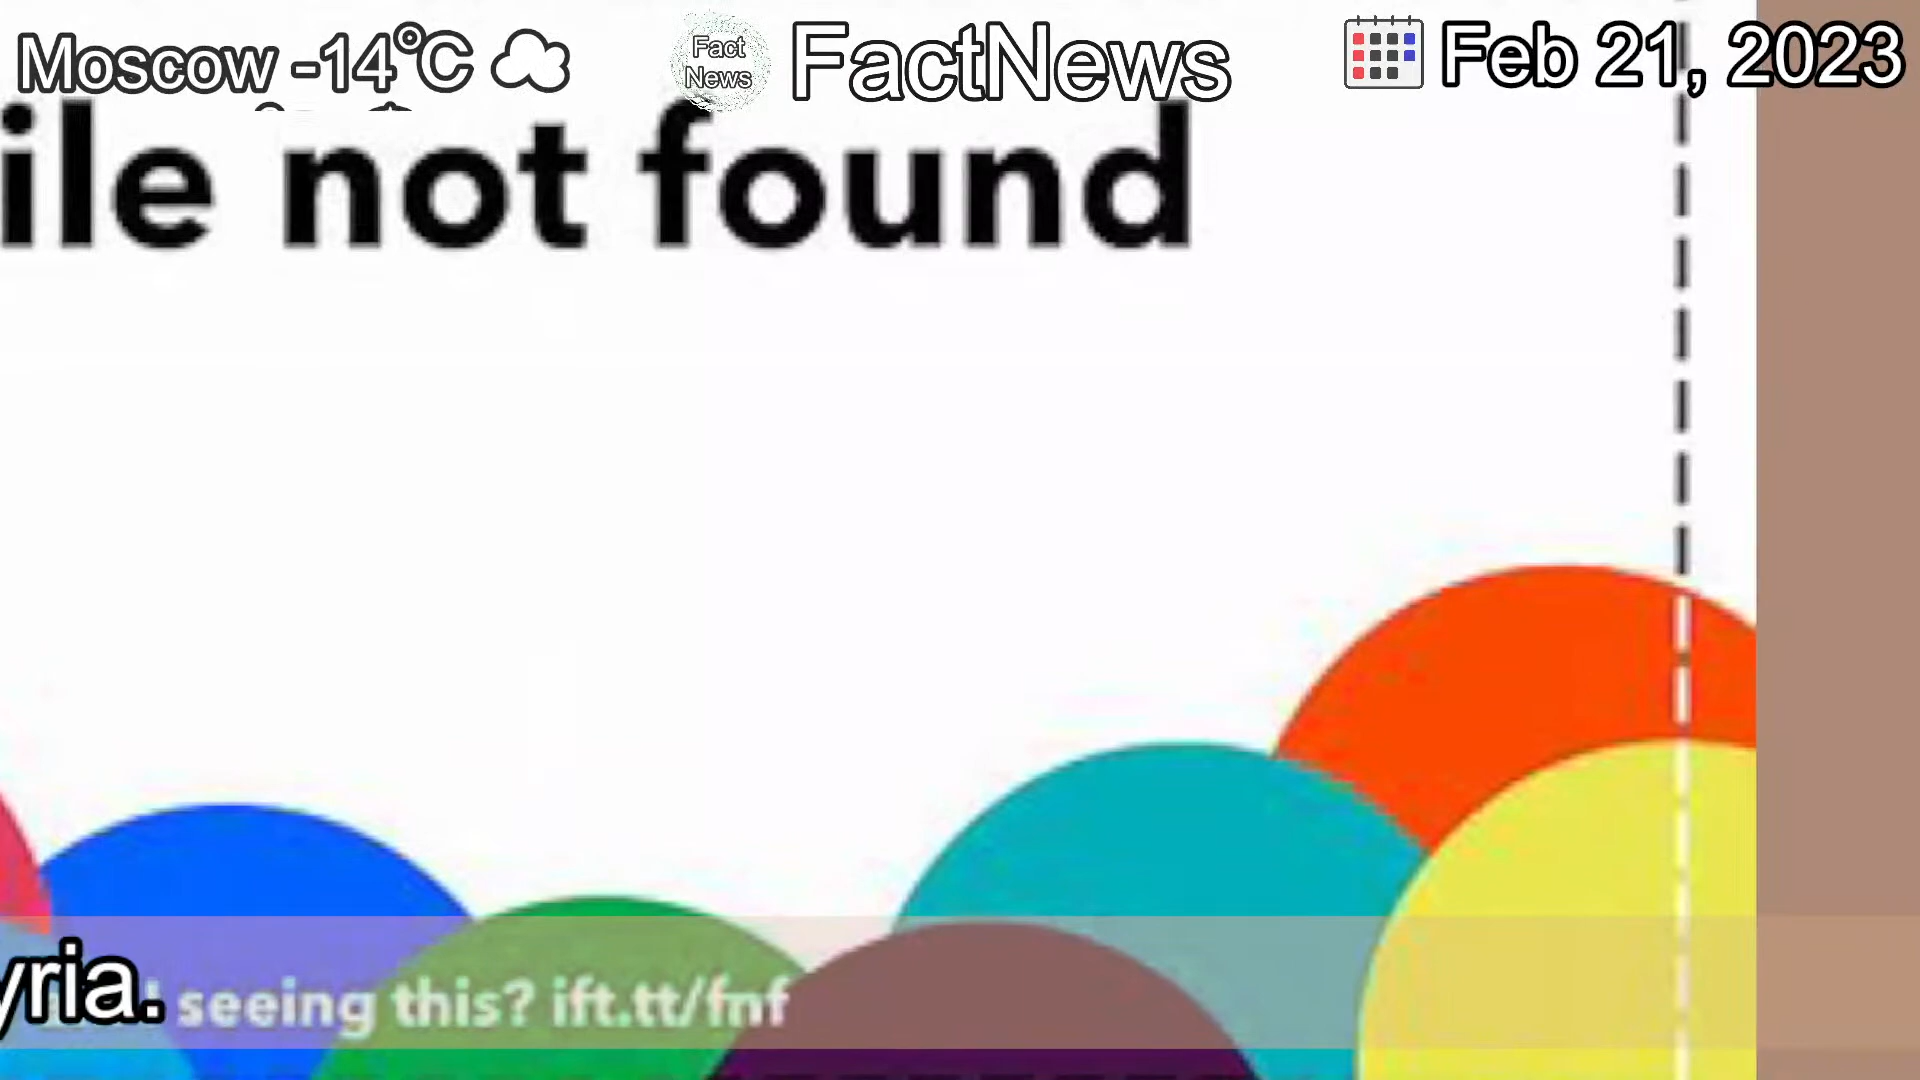 Moscow -14°C
Fact
News
FactNews
Feb 21, 2023
ile not found
yria.
seeing this? ift.tt/fnf